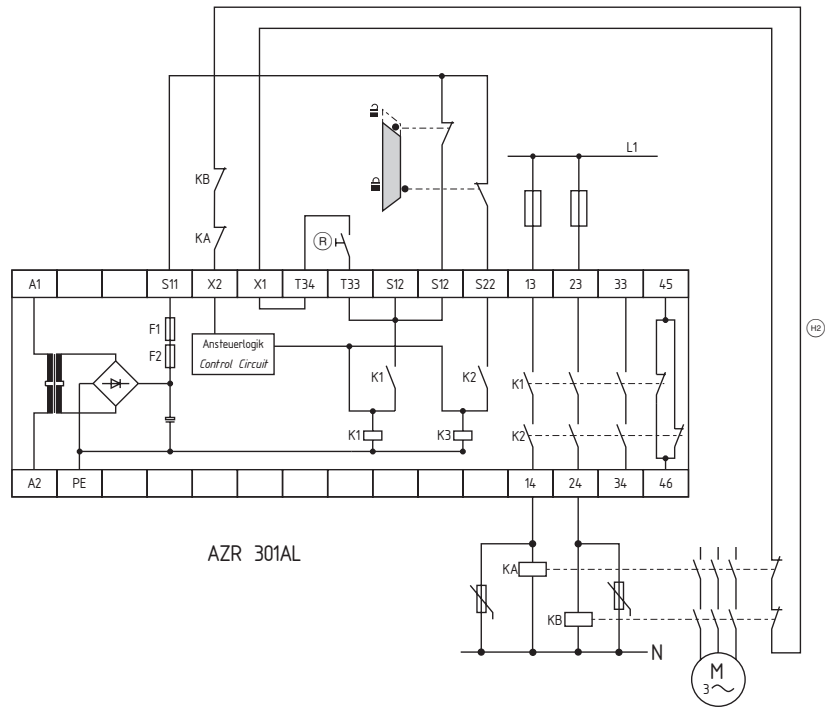 L1
KB
KA
R
A1 S11 X2 X1 T34 T33 S12 S12 S22 13 23 33 45
H2
F1
F2
Ansteuerlogik
Control Circuit
K1
K2
K1
K2
K1
K3
A2 PE 14 24 34 46
AZR 301AL
KA
KB
N
M
3